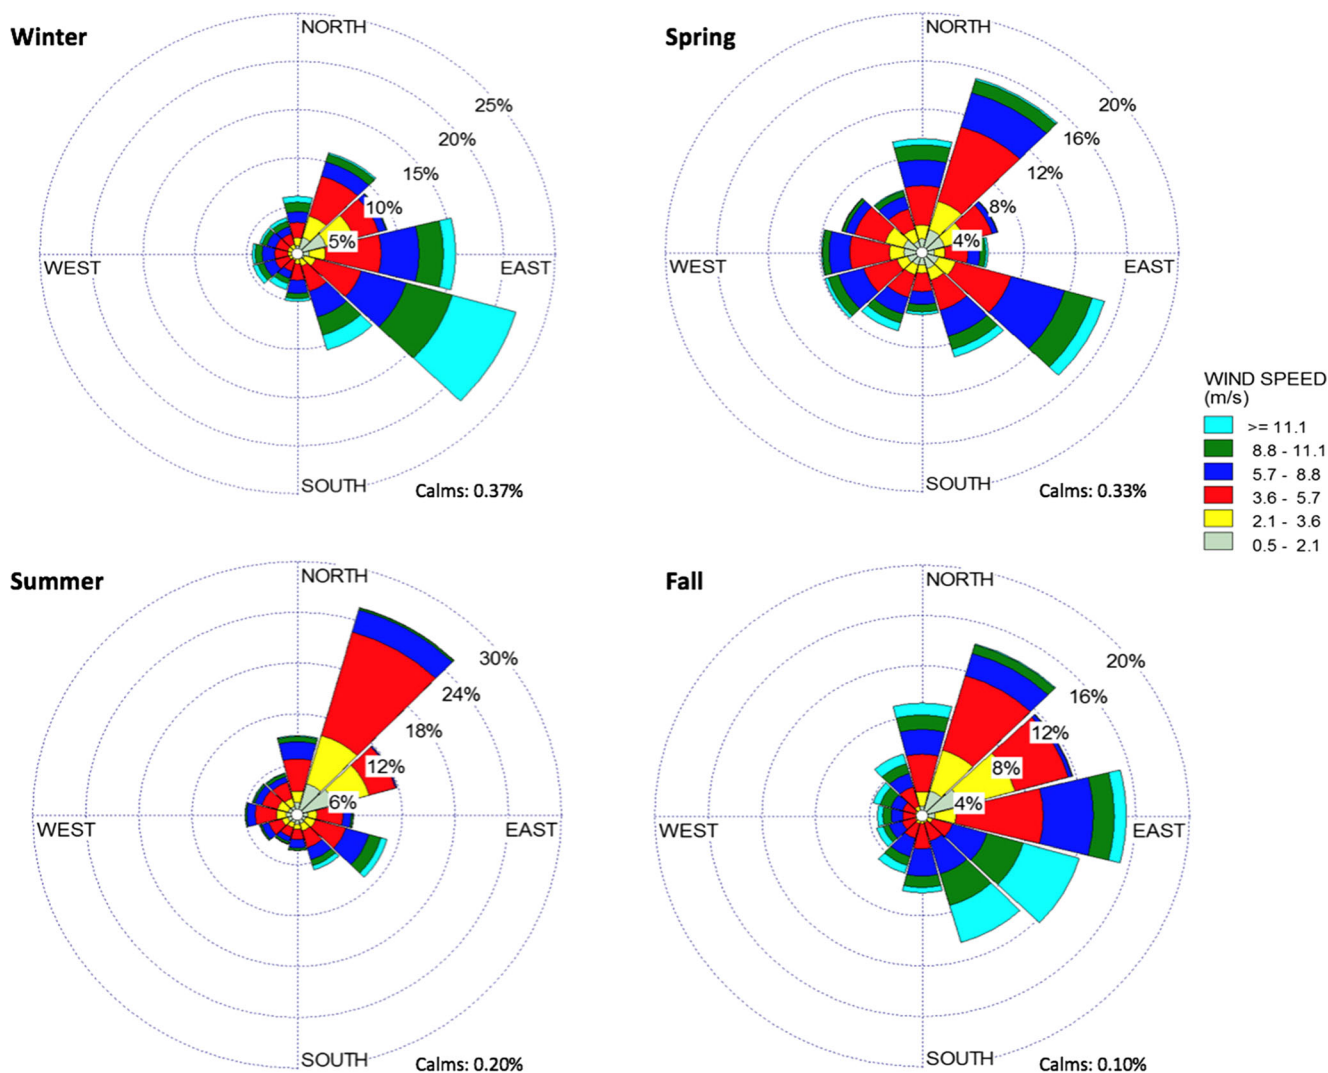 Winter
NORTH
25%
20%
15%
10%
5%
WEST
EAST
SOUTH
Calms: 0.37%
Spring
NORTH
20%
16%
12%
8%
4%
WEST
EAST
SOUTH
Calms: 0.33%
WIND SPEED
(m/s)
>= 11.1
8.8 - 11.1
5.7 - 8.8
3.6 - 5.7
2.1 - 3.6
0.5 - 2.1
Summer
NORTH
30%
24%
18%
12%
6%
WEST
EAST
SOUTH
Calms: 0.20%
Fall
NORTH
20%
16%
12%
8%
4%
WEST
EAST
SOUTH
Calms: 0.10%